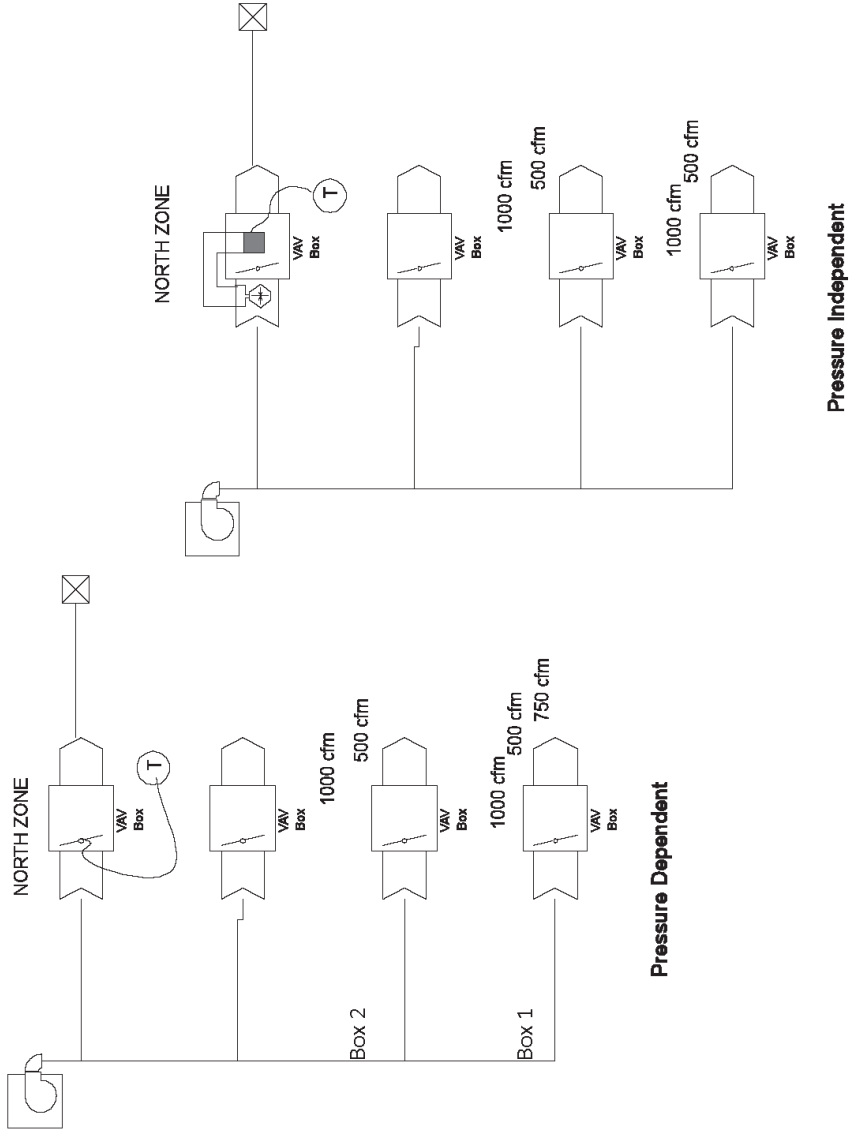 NORTH ZONE
T
VAV
Box
VAV
Box
1000 cfm
500 cfm
Box 2
VAV
Box
1000 cfm
500 cfm
750 cfm
Box 1
VAV
Box
Pressure Dependent
NORTH ZONE
T
VAV
Box
VAV
Box
1000 cfm
500 cfm
VAV
Box
1000 cfm
500 cfm
VAV
Box
Pressure Independent